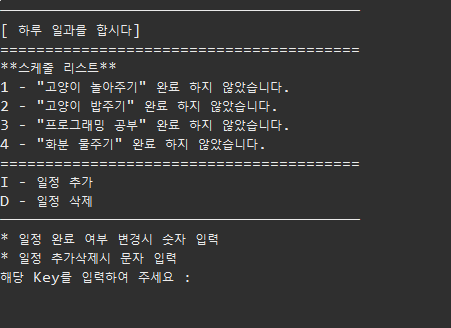 [ 하루 일과를 합시다]
========================================
**스케줄 리스트**
1 - "고양이 놀아주기" 완료 하지 않았습니다.
2 - "고양이 밥주기" 완료 하지 않았습니다.
3 - "프로그래밍 공부" 완료 하지 않았습니다.
4 - "화분 물주기" 완료 하지 않았습니다.
========================================
I - 일정 추가
D - 일정 삭제
* 일정 완료 여부 변경시 숫자 입력
* 일정 추가삭제시 문자 입력
해당 Key를 입력하여 주세요 :